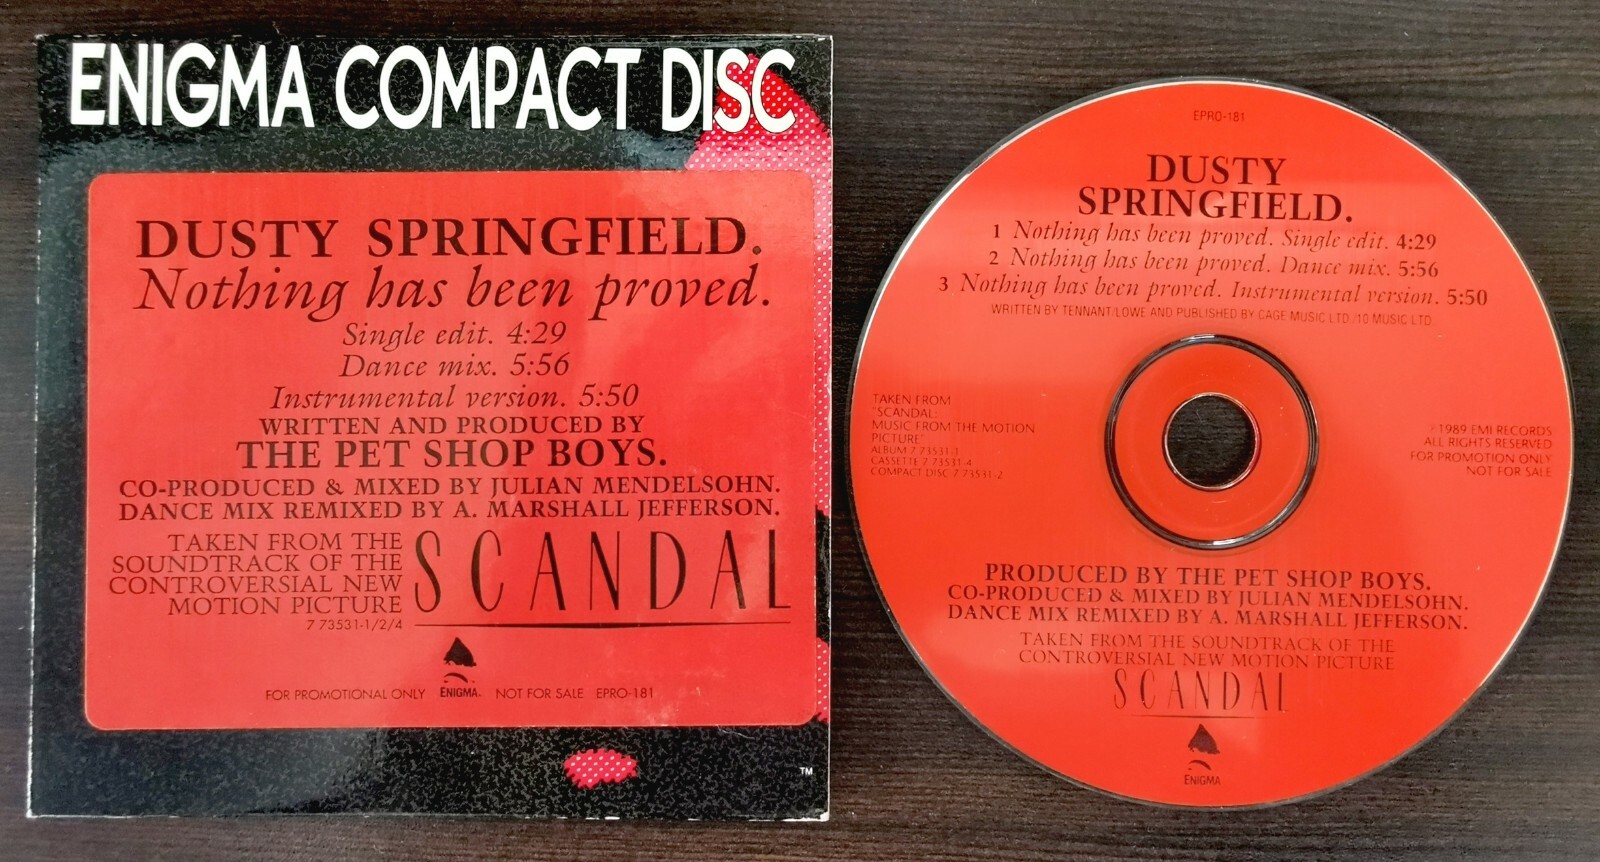 ENIGMA COMPACT DISC
DUSTY SPRINGFIELD.
Nothing has been proved.
Single edit. 4:29
Dance mix. 5:56
Instrumental version. 5:50
WRITTEN AND PRODUCED BY
THE PET SHOP BOYS.
CO-PRODUCED & MIXED BY JULIAN MENDELSOHN.
DANCE MIX REMIXED BY A. MARSHALL JEFFERSON.
TAKEN FROM THE
SOUNDTRACK OF THE
CONTROVERSIAL NEW
MOTION PICTURE
7 73531-1/2/4
SCANDAL
FOR PROMOTIONAL ONLY ENIGMA. NOT FOR SALE EPRO-181
TM
EPRO-181
DUSTY
SPRINGFIELD.
1 Nothing has been proved. Single edit. 4:29
2 Nothing has been proved. Dance mix. 5:56
3 Nothing has been proved. Instrumental version. 5:50
WRITTEN BY TENNANT/LOWE AND PUBLISHED BY CAGE MUSIC LTD./10 MUSIC LTD.
TAKEN FROM
"SCANDAL:
MUSIC FROM THE MOTION
PICTURE"
ALBUM 7 73531-1
CASSETTE 7 73531-4
COMPACT DISC 7 73531-2
℗1989 EMI RECORDS
ALL RIGHTS RESERVED
FOR PROMOTION ONLY
NOT FOR SALE
PRODUCED BY THE PET SHOP BOYS.
CO-PRODUCED & MIXED BY JULIAN MENDELSOHN.
DANCE MIX REMIXED BY A. MARSHALL JEFFERSON.
TAKEN FROM THE SOUNDTRACK OF THE
CONTROVERSIAL NEW MOTION PICTURE
SCANDAL
ENIGMA